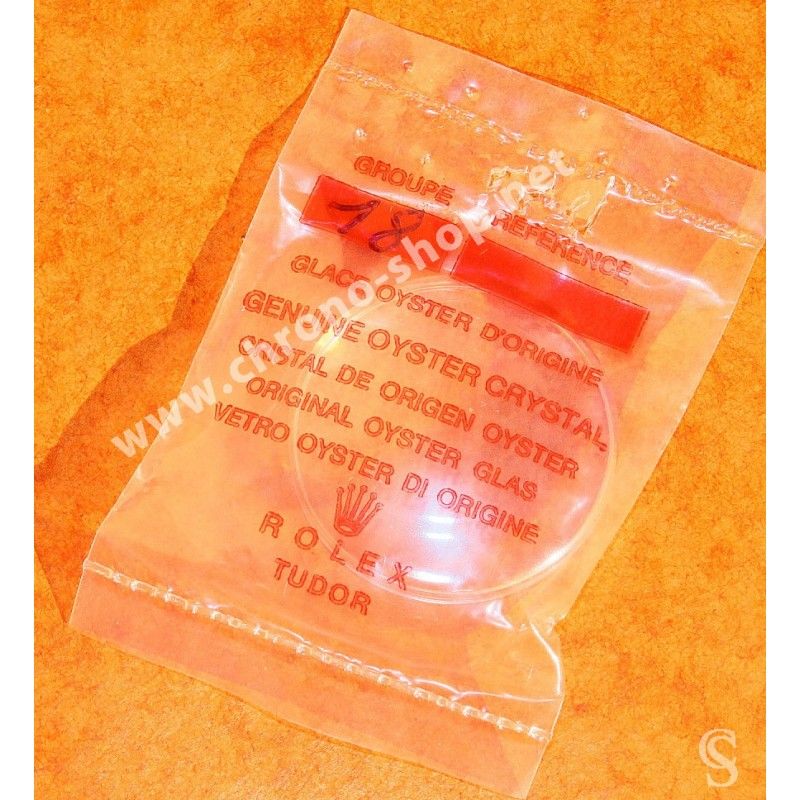 GROUPE REFERENCE
18
GLACE OYSTER D'ORIGINE
GENUINE OYSTER CRYSTAL
CRISTAL DE ORIGEN OYSTER
ORIGINAL OYSTER GLAS
VETRO OYSTER DI ORIGINE
ROLEX
TUDOR
www.chrono-shop.net